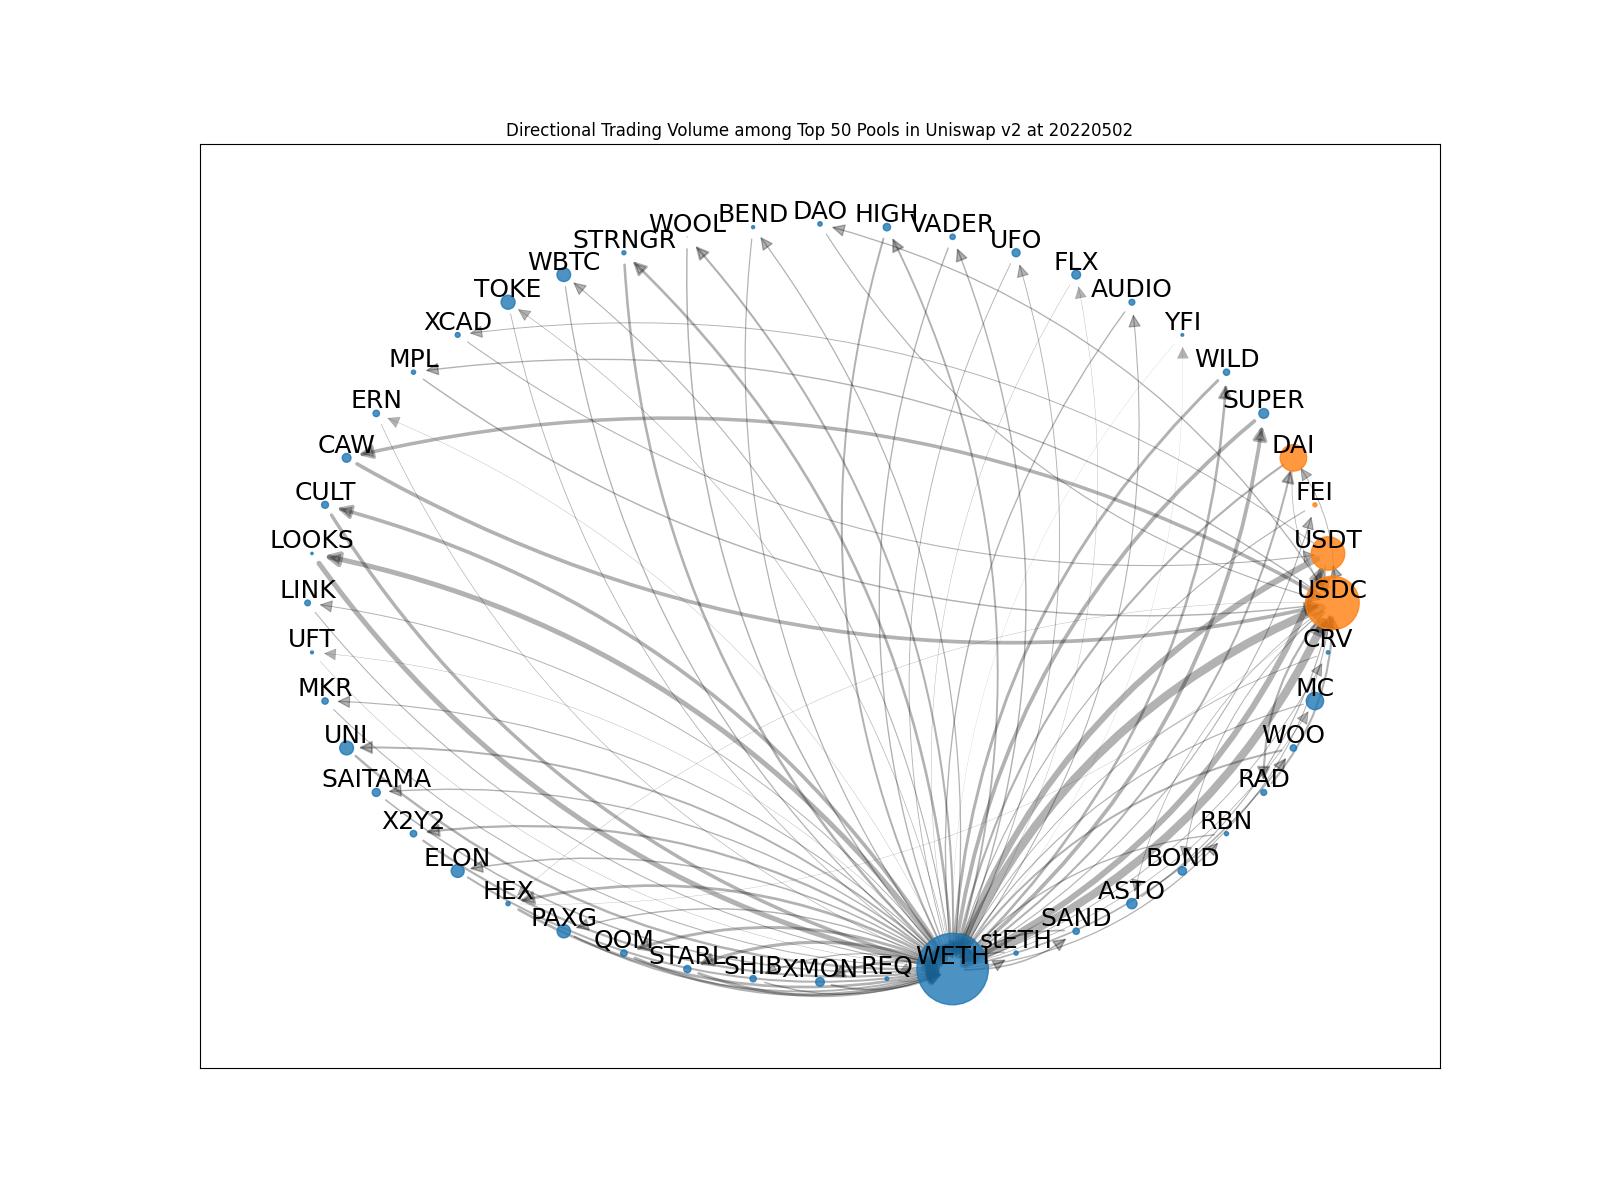 Directional Trading Volume among Top 50 Pools in Uniswap v2 at 20220502
DAO
HIGH
BEND
VADER
WOOL
UFO
STRNGR
FLX
WBTC
AUDIO
TOKE
YFI
XCAD
WILD
MPL
SUPER
ERN
DAI
CAW
FEI
CULT
USDT
LOOKS
USDC
LINK
CRV
UFT
MC
MKR
WOO
UNI
RAD
SAITAMA
RBN
X2Y2
BOND
ELON
ASTO
HEX
SAND
PAXG
stETH
QOM
WETH
STARL
REQ
SHIB
XMON